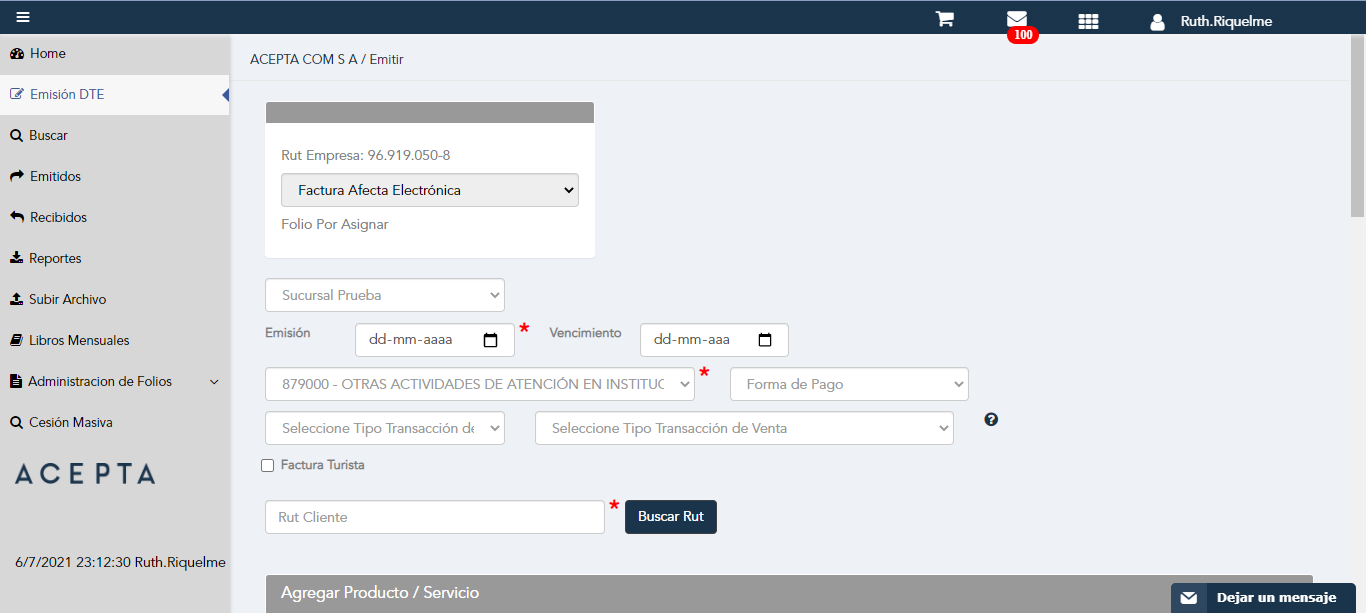 Ruth.Riquelme
100
Home
Emisión DTE
Buscar
Emitidos
Recibidos
Reportes
Subir Archivo
Libros Mensuales
Administracion de Folios
Cesión Masiva
ACEPTA
6/7/2021 23:12:30 Ruth.Riquelme
ACEPTA COM S A / Emitir
Rut Empresa: 96.919.050-8
Factura Afecta Electrónica
Folio Por Asignar
Sucursal Prueba
Emisión dd-mm-aaaa * Vencimiento dd-mm-aaa
879000 - OTRAS ACTIVIDADES DE ATENCIÓN EN INSTITUC * Forma de Pago
Seleccione Tipo Transacción de Seleccione Tipo Transacción de Venta ?
Factura Turista
Rut Cliente * Buscar Rut
Agregar Producto / Servicio
Dejar un mensaje